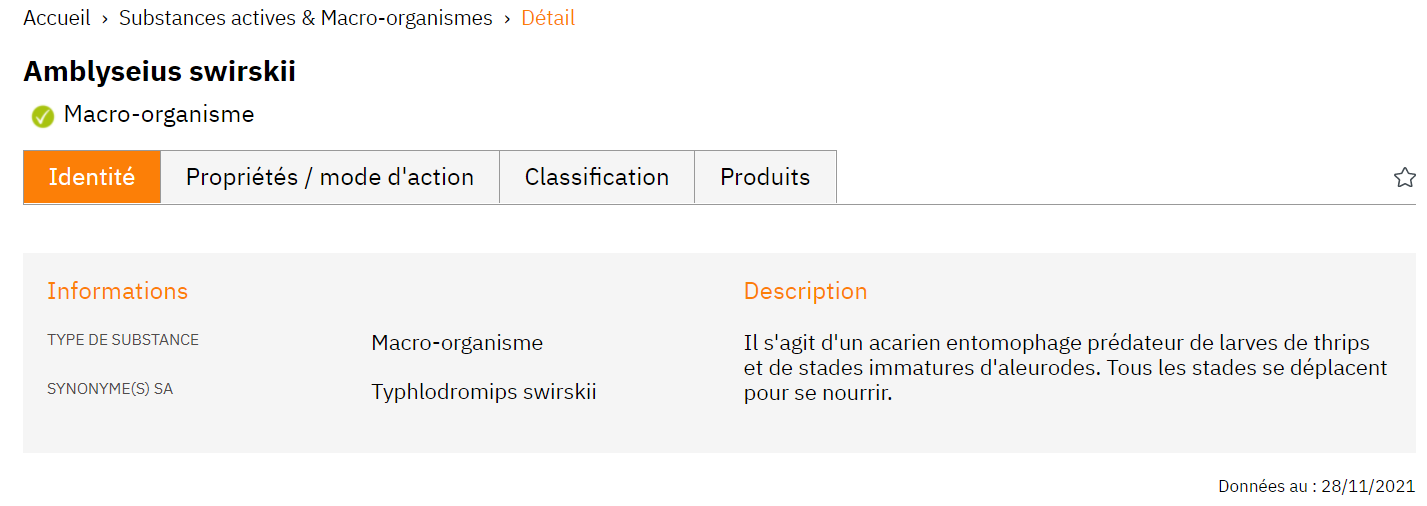 Accueil › Substances actives & Macro-organismes › Détail
Amblyseius swirskii
Macro-organisme
Identité
Propriétés / mode d'action
Classification
Produits
Informations
TYPE DE SUBSTANCE
Macro-organisme
SYNONYME(S) SA
Typhlodromips swirskii
Description
Il s'agit d'un acarien entomophage prédateur de larves de thrips
et de stades immatures d'aleurodes. Tous les stades se déplacent
pour se nourrir.
Données au : 28/11/2021